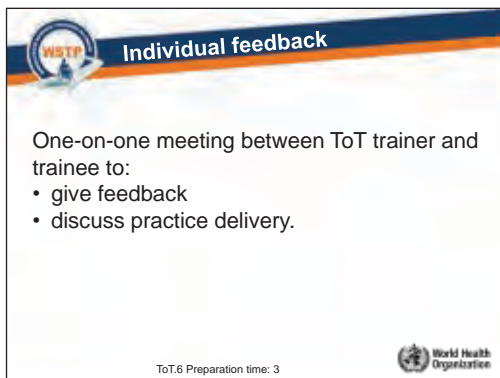 WSTP
Individual feedback
One-on-one meeting between ToT trainer and
trainee to:
• give feedback
• discuss practice delivery.
ToT.6 Preparation time: 3
World Health
Organization